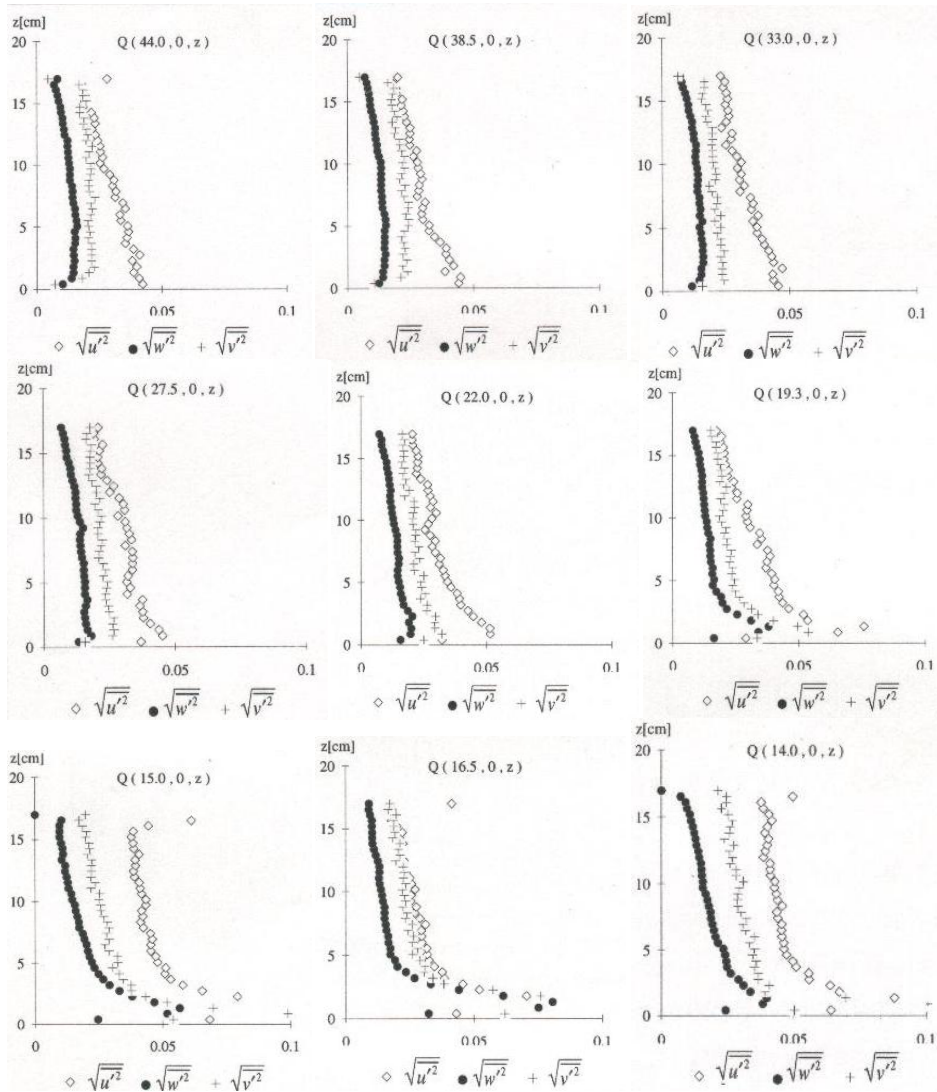 z[cm]
Q ( 44.0 , 0 , z )
20
15
10
5
0
0 0.05 0.1
◇ √u′² ● √w′² + √v′²
z[cm]
Q ( 38.5 , 0 , z )
20
15
10
5
0
0 0.05 0.1
◇ √u′² ● √w′² + √v′²
z[cm]
Q ( 33.0 , 0 , z )
20
15
10
5
0
0 0.05 0.1
◇ √u′² ● √w′² + √v′²
z[cm]
Q ( 27.5 , 0 , z )
20
15
10
5
0
0 0.05 0.1
◇ √u′² ● √w′² + √v′²
z[cm]
Q ( 22.0 , 0 , z )
20
15
10
5
0
0 0.05 0.1
◇ √u′² ● √w′² + √v′²
z[cm]
Q ( 19.3 , 0 , z )
20
15
10
5
0
0 0.05 0.1
◇ √u′² ● √w′² + √v′²
z[cm]
Q ( 15.0 , 0 , z )
20
15
10
5
0
0 0.05 0.1
◇ √u′² ● √w′² + √v′²
z[cm]
Q ( 16.5 , 0 , z )
20
15
10
5
0
0 0.05 0.1
◇ √u′² ● √w′² + √v′²
z[cm]
Q ( 14.0 , 0 , z )
20
15
10
5
0
0 0.05 0.1
◇ √u′² ● √w′² + √v′²